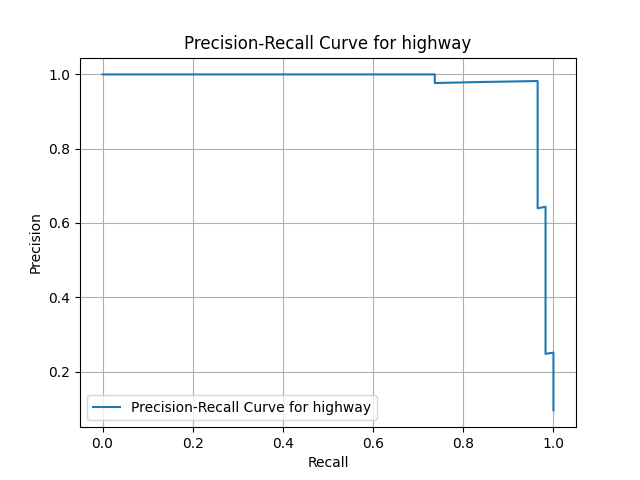 Precision-Recall Curve for highway
1.0
0.8
0.6
0.4
0.2
Precision
Precision-Recall Curve for highway
0.0 0.2 0.4 0.6 0.8 1.0
Recall